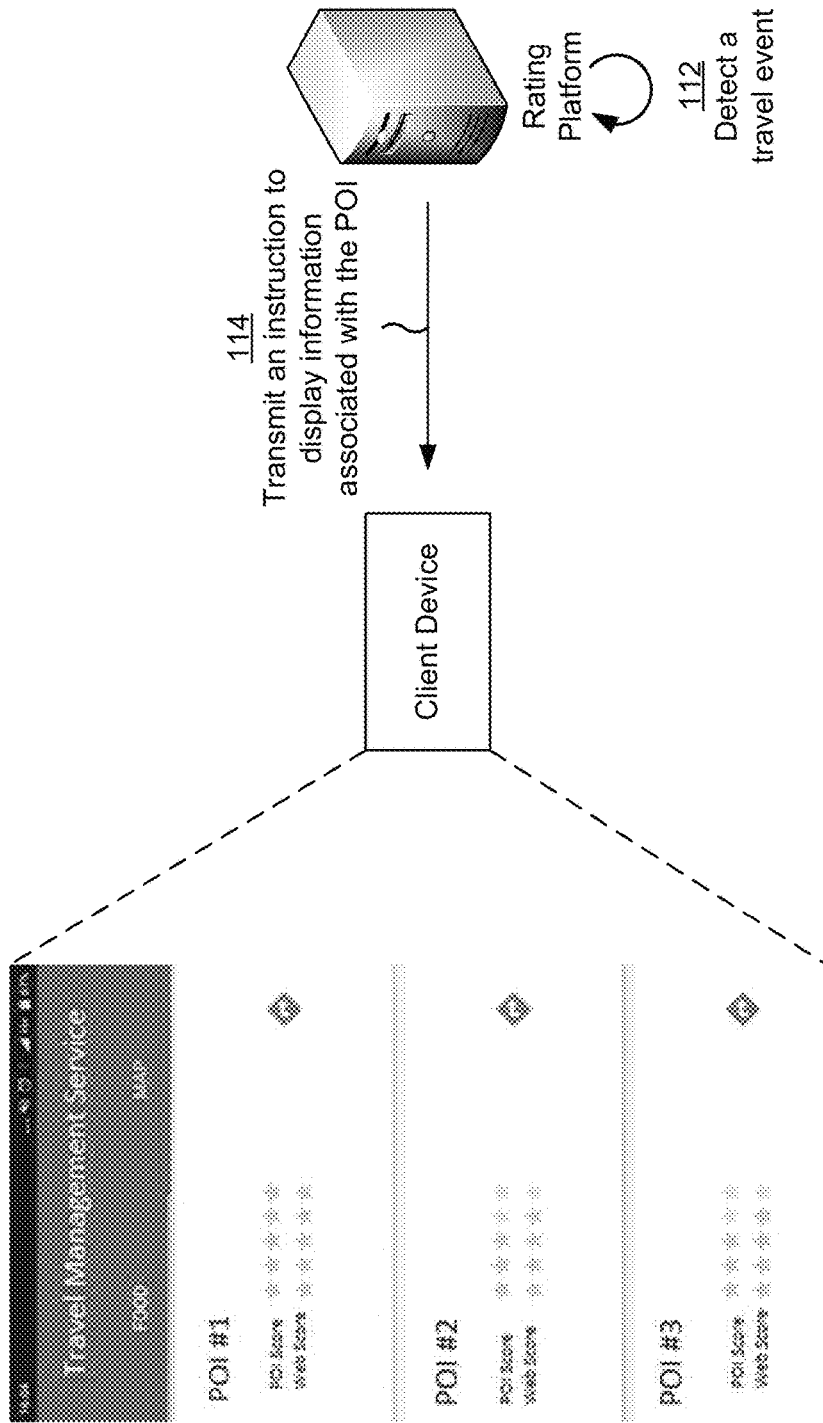 Travel Management Service
FOOD
MAP
POI #1
POI Score
Web Score
POI #2
POI Score
Web Score
POI #3
POI Score
Web Score
Client Device
114
Transmit an instruction to
display information
associated with the POI
Rating
Platform
112
Detect a
travel event